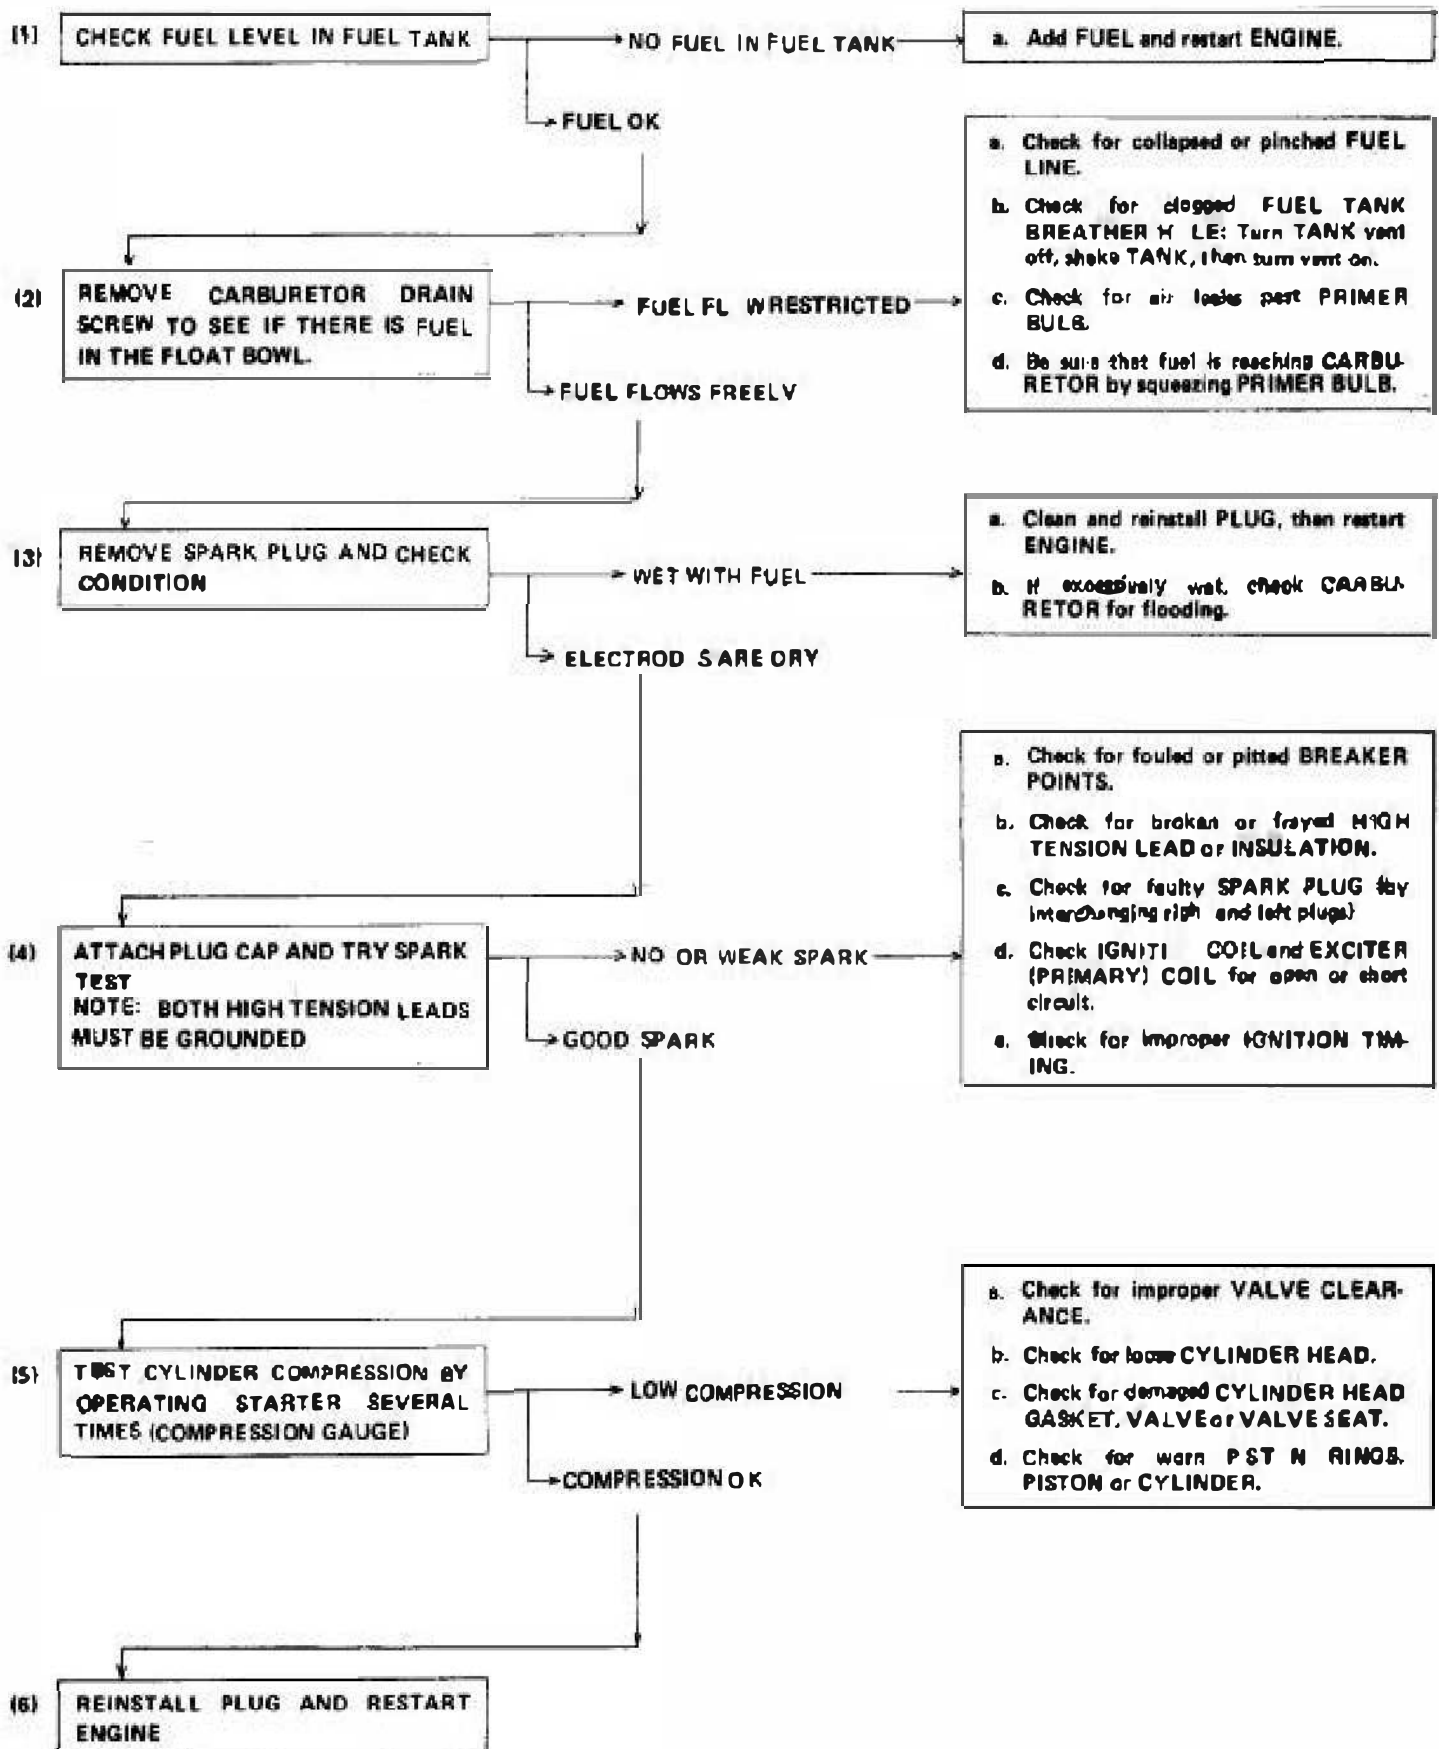 (1) CHECK FUEL LEVEL IN FUEL TANK
NO FUEL IN FUEL TANK
a. Add FUEL and restart ENGINE.
FUEL OK
a. Check for collapsed or pinched FUEL
LINE.
b. Check for clogged FUEL TANK
BREATHER H LE: Turn TANK vent
off, shake TANK, then turn vent on.
c. Check for air leaks past PRIMER
BULB.
d. Be sure that fuel is reaching CARBU-
RETOR by squeezing PRIMER BULB.
(2) REMOVE CARBURETOR DRAIN
SCREW TO SEE IF THERE IS FUEL
IN THE FLOAT BOWL.
FUEL FL W RESTRICTED
FUEL FLOWS FREELY
(3) REMOVE SPARK PLUG AND CHECK
CONDITION
WET WITH FUEL
a. Clean and reinstall PLUG, then restart
ENGINE.
b. If excessively wet, check CARBU-
RETOR for flooding.
ELECTROD S ARE DRY
a. Check for fouled or pitted BREAKER
POINTS.
b. Check for broken or frayed HIGH
TENSION LEAD or INSULATION.
c. Check for faulty SPARK PLUG (by
interchanging righ and left plugs)
d. Check IGNITI COIL and EXCITER
(PRIMARY) COIL for open or short
circuit.
e. Check for improper IGNITION TIM-
ING.
(4) ATTACH PLUG CAP AND TRY SPARK
TEST
NOTE: BOTH HIGH TENSION LEADS
MUST BE GROUNDED
NO OR WEAK SPARK
GOOD SPARK
(5) TEST CYLINDER COMPRESSION BY
OPERATING STARTER SEVERAL
TIMES (COMPRESSION GAUGE)
LOW COMPRESSION
a. Check for improper VALVE CLEAR-
ANCE.
b. Check for loose CYLINDER HEAD.
c. Check for damaged CYLINDER HEAD
GASKET, VALVE or VALVE SEAT.
d. Check for worn P ST N RINGS,
PISTON or CYLINDER.
COMPRESSION OK
(6) REINSTALL PLUG AND RESTART
ENGINE